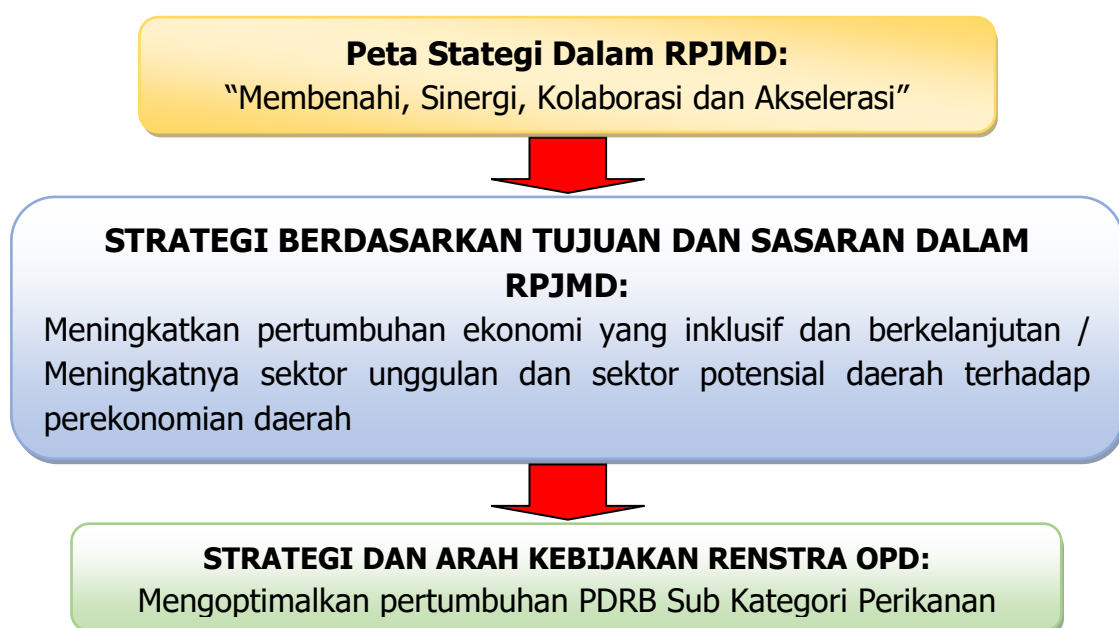 Peta Stategi Dalam RPJMD:
“Membenahi, Sinergi, Kolaborasi dan Akselerasi”
STRATEGI BERDASARKAN TUJUAN DAN SASARAN DALAM
RPJMD:
Meningkatkan pertumbuhan ekonomi yang inklusif dan berkelanjutan /
Meningkatnya sektor unggulan dan sektor potensial daerah terhadap
perekonomian daerah
STRATEGI DAN ARAH KEBIJAKAN RENSTRA OPD:
Mengoptimalkan pertumbuhan PDRB Sub Kategori Perikanan